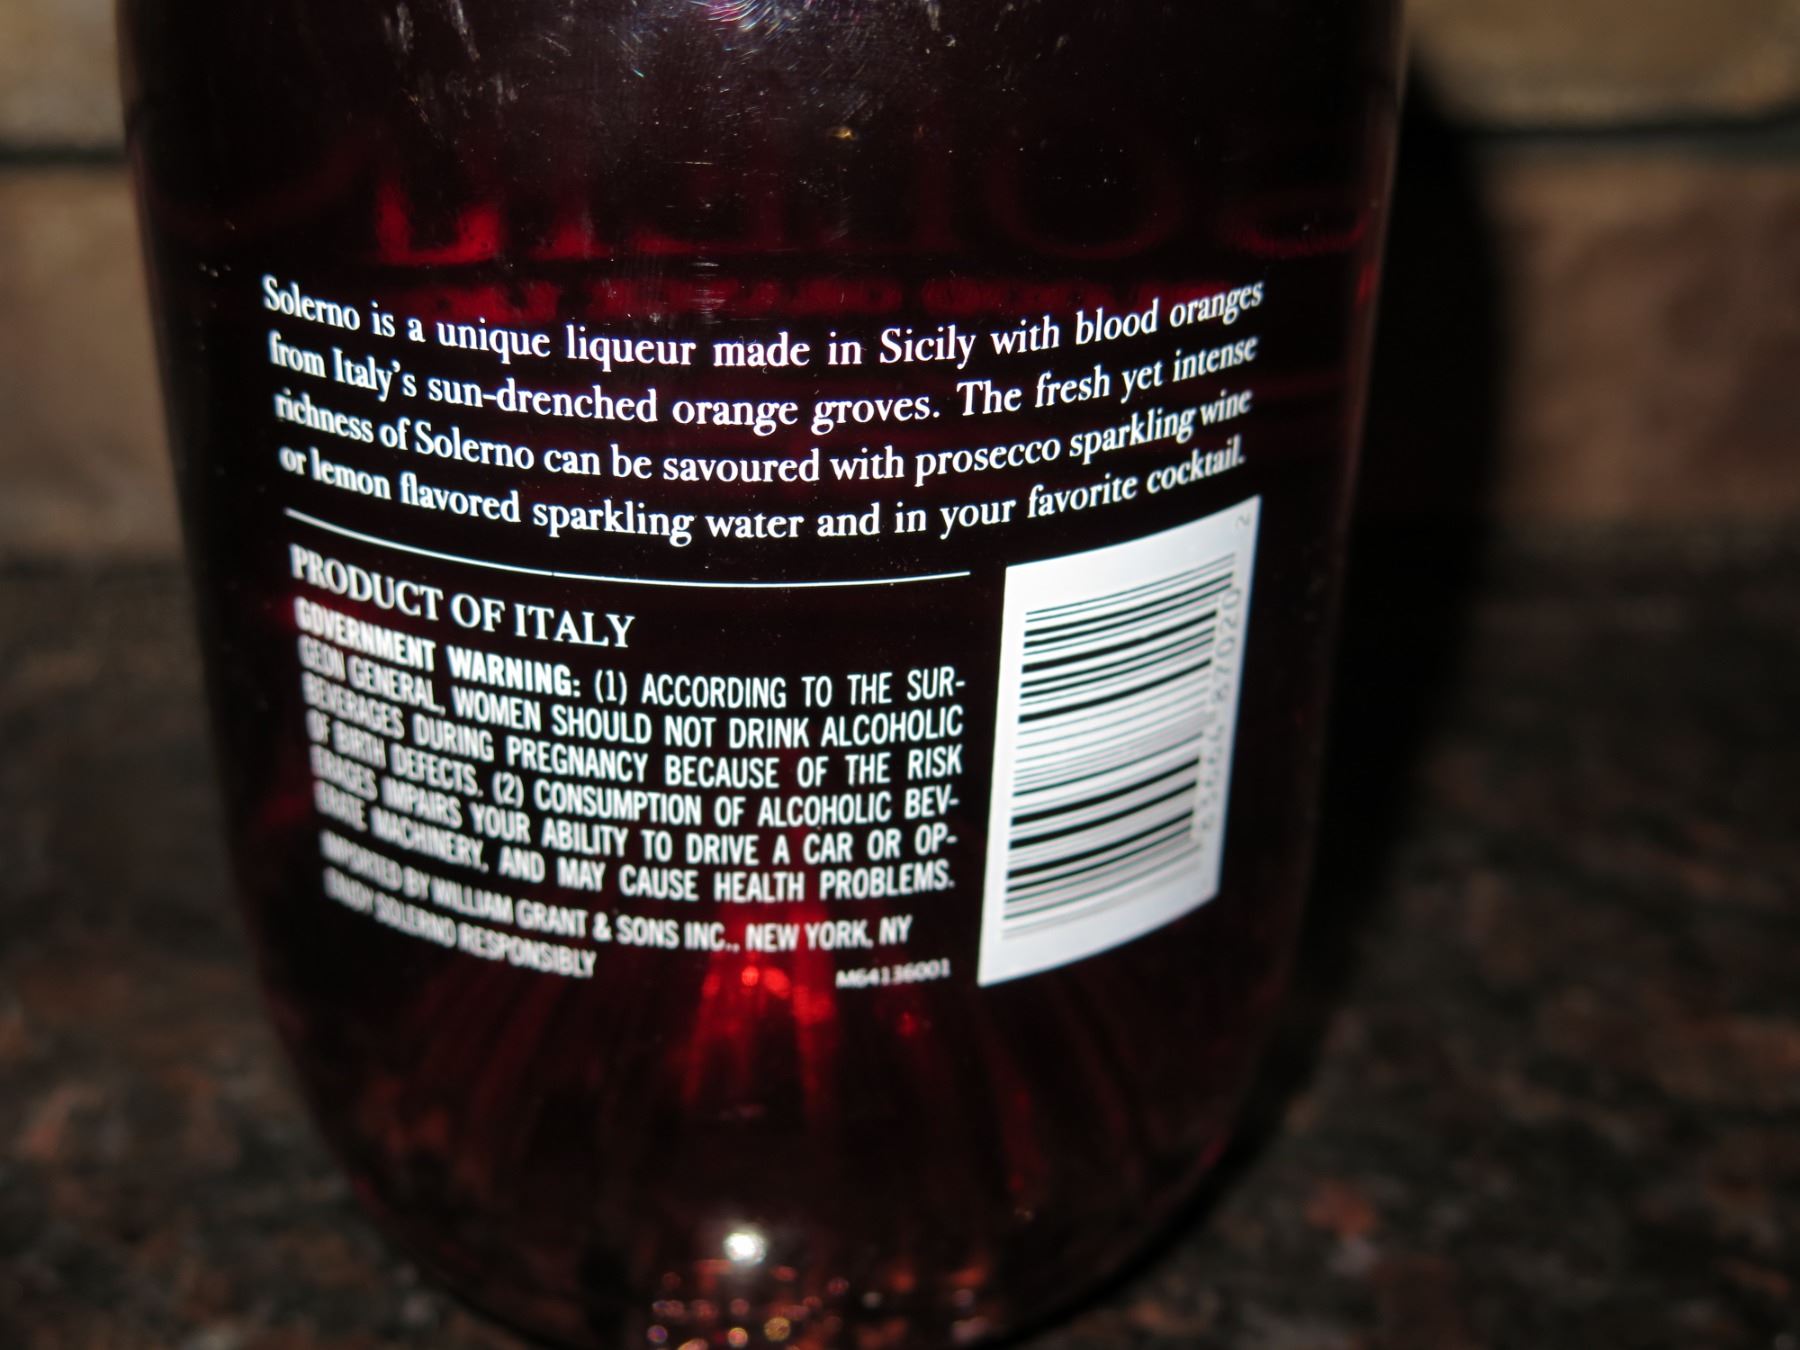 Solerno is a unique liqueur made in Sicily with blood oranges
from Italy's sun-drenched orange groves. The fresh yet intense
richness of Solerno can be savoured with prosecco sparkling wine
or lemon flavored sparkling water and in your favorite cocktail.
PRODUCT OF ITALY
GOVERNMENT WARNING: (1) ACCORDING TO THE SUR-
GEON GENERAL, WOMEN SHOULD NOT DRINK ALCOHOLIC
BEVERAGES DURING PREGNANCY BECAUSE OF THE RISK
OF BIRTH DEFECTS. (2) CONSUMPTION OF ALCOHOLIC BEV-
ERAGES IMPAIRS YOUR ABILITY TO DRIVE A CAR OR OP-
ERATE MACHINERY, AND MAY CAUSE HEALTH PROBLEMS.
IMPORTED BY WILLIAM GRANT & SONS INC., NEW YORK, NY
ENJOY SOLERNO RESPONSIBLY
M64136001